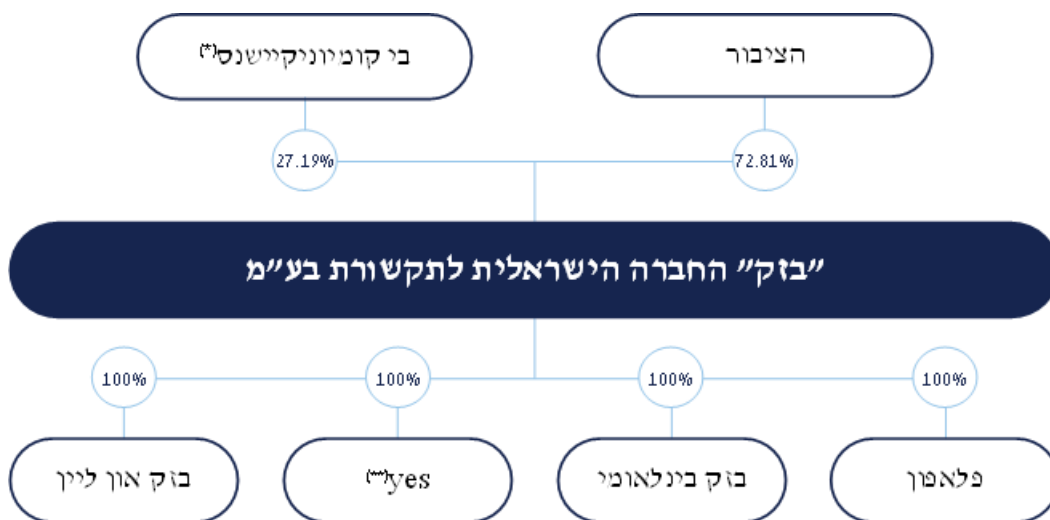 הציבור
בי קומיוניקיישנס(*)
72.81%
27.19%
"בזק" החברה הישראלית לתקשורת בע"מ
100%
100%
100%
100%
פלאפון
בזק בינלאומי
yes(***)
בזק און ליין